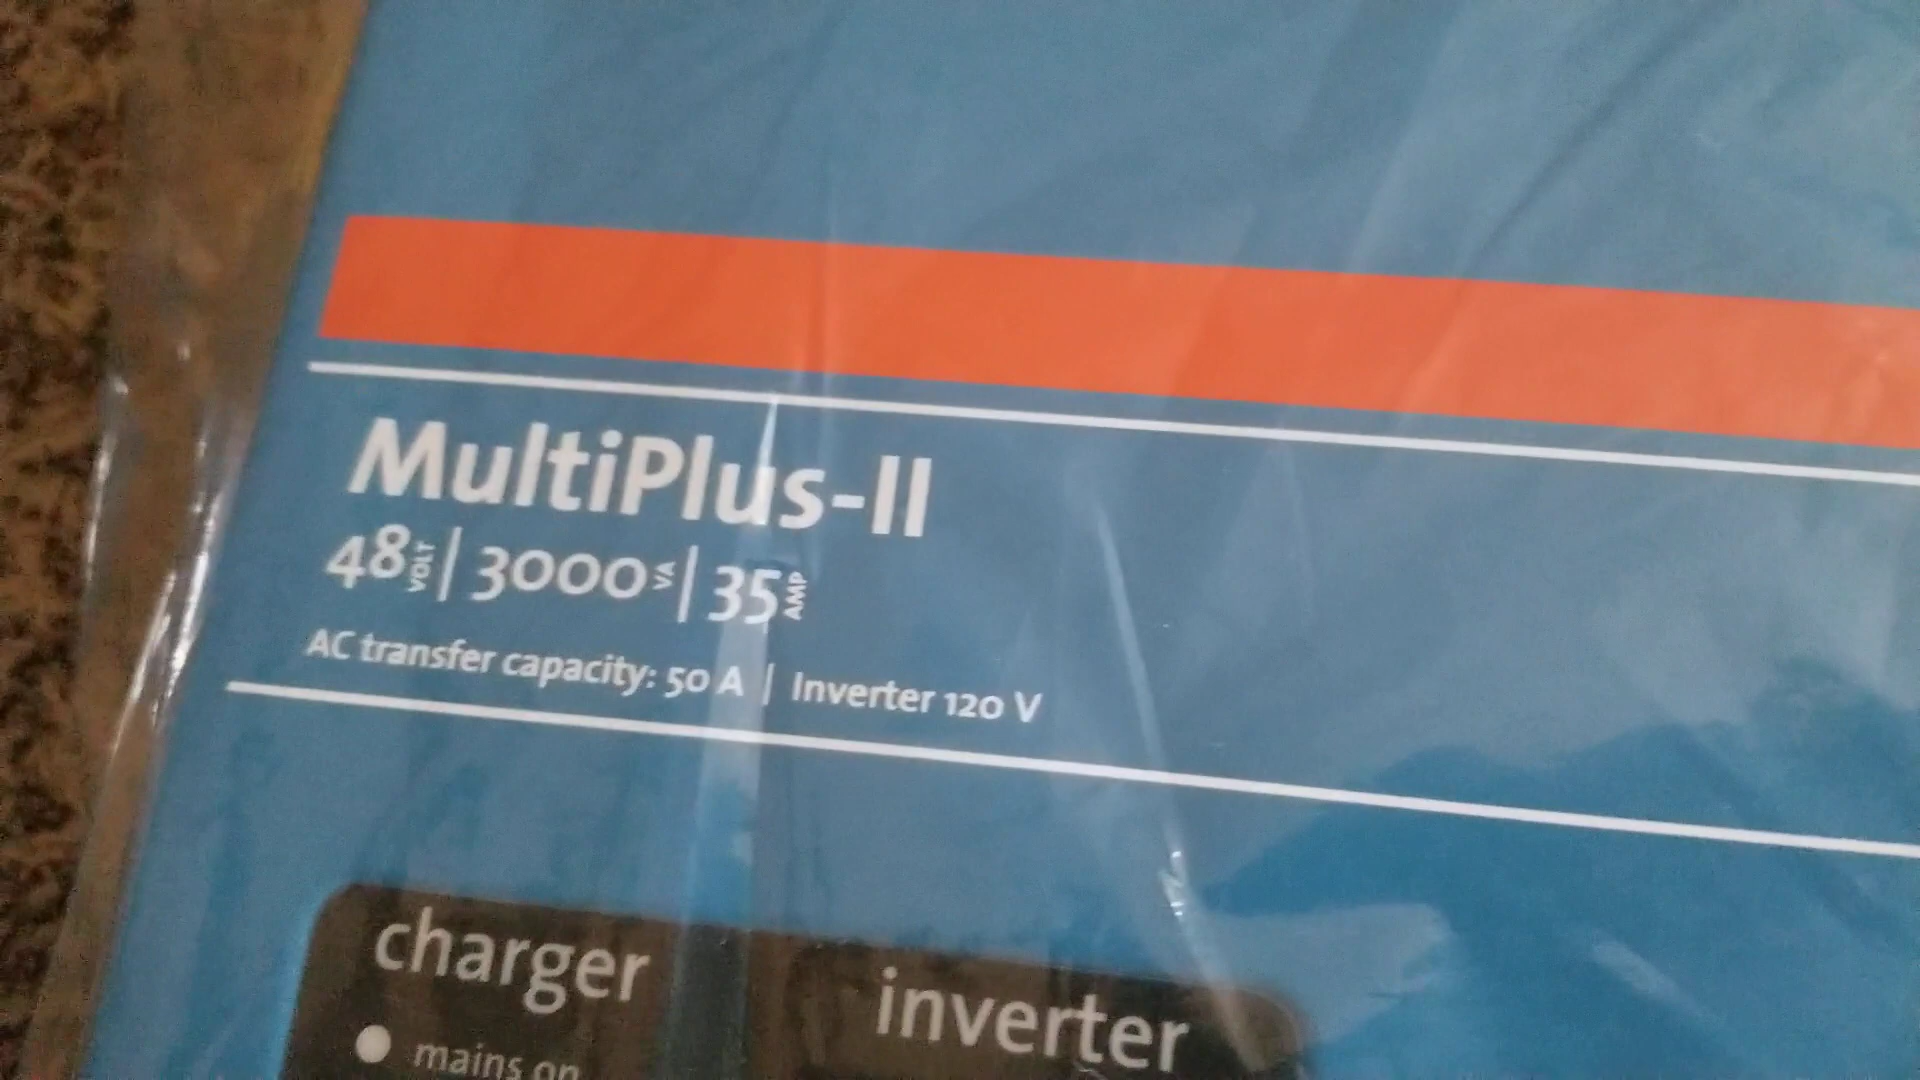 MultiPlus-II
48 VOLT | 3000 VA | 35 AMP
AC transfer capacity: 50 A | Inverter 120 V
charger
inverter
mains on